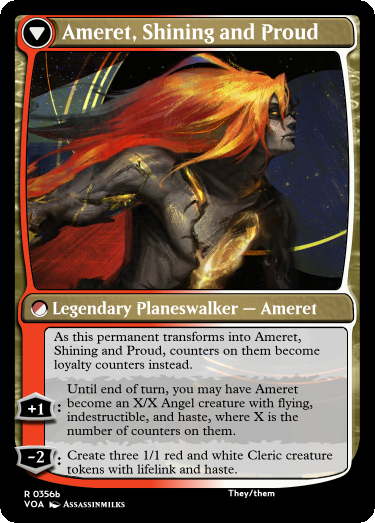 Ameret, Shining and Proud
Legendary Planeswalker — Ameret
As this permanent transforms into Ameret,
Shining and Proud, counters on them become
loyalty counters instead.
+1: Until end of turn, you may have Ameret
become an X/X Angel creature with flying,
indestructible, and haste, where X is the
number of counters on them.
-2: Create three 1/1 red and white Cleric creature
tokens with lifelink and haste.
R 0356b
VOA ASSASSINMILKS
They/them